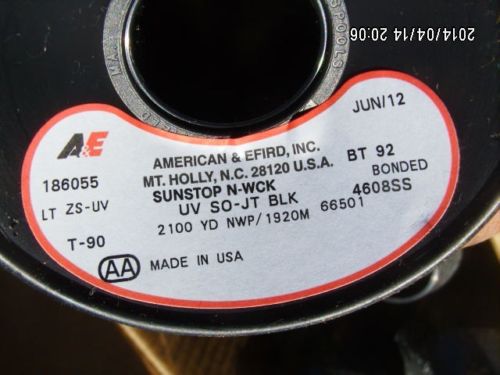 2014/04/14 20:06
SPOOLS
JUN/12
A&E
AMERICAN & EFIRD, INC.
186055 MT. HOLLY, N.C. 28120 U.S.A. BT 92
SUNSTOP N-WCK BONDED
LT ZS-UV UV SO-JT BLK 4608SS
2100 YD NWP/1920M 66501
T-90
AA MADE IN USA